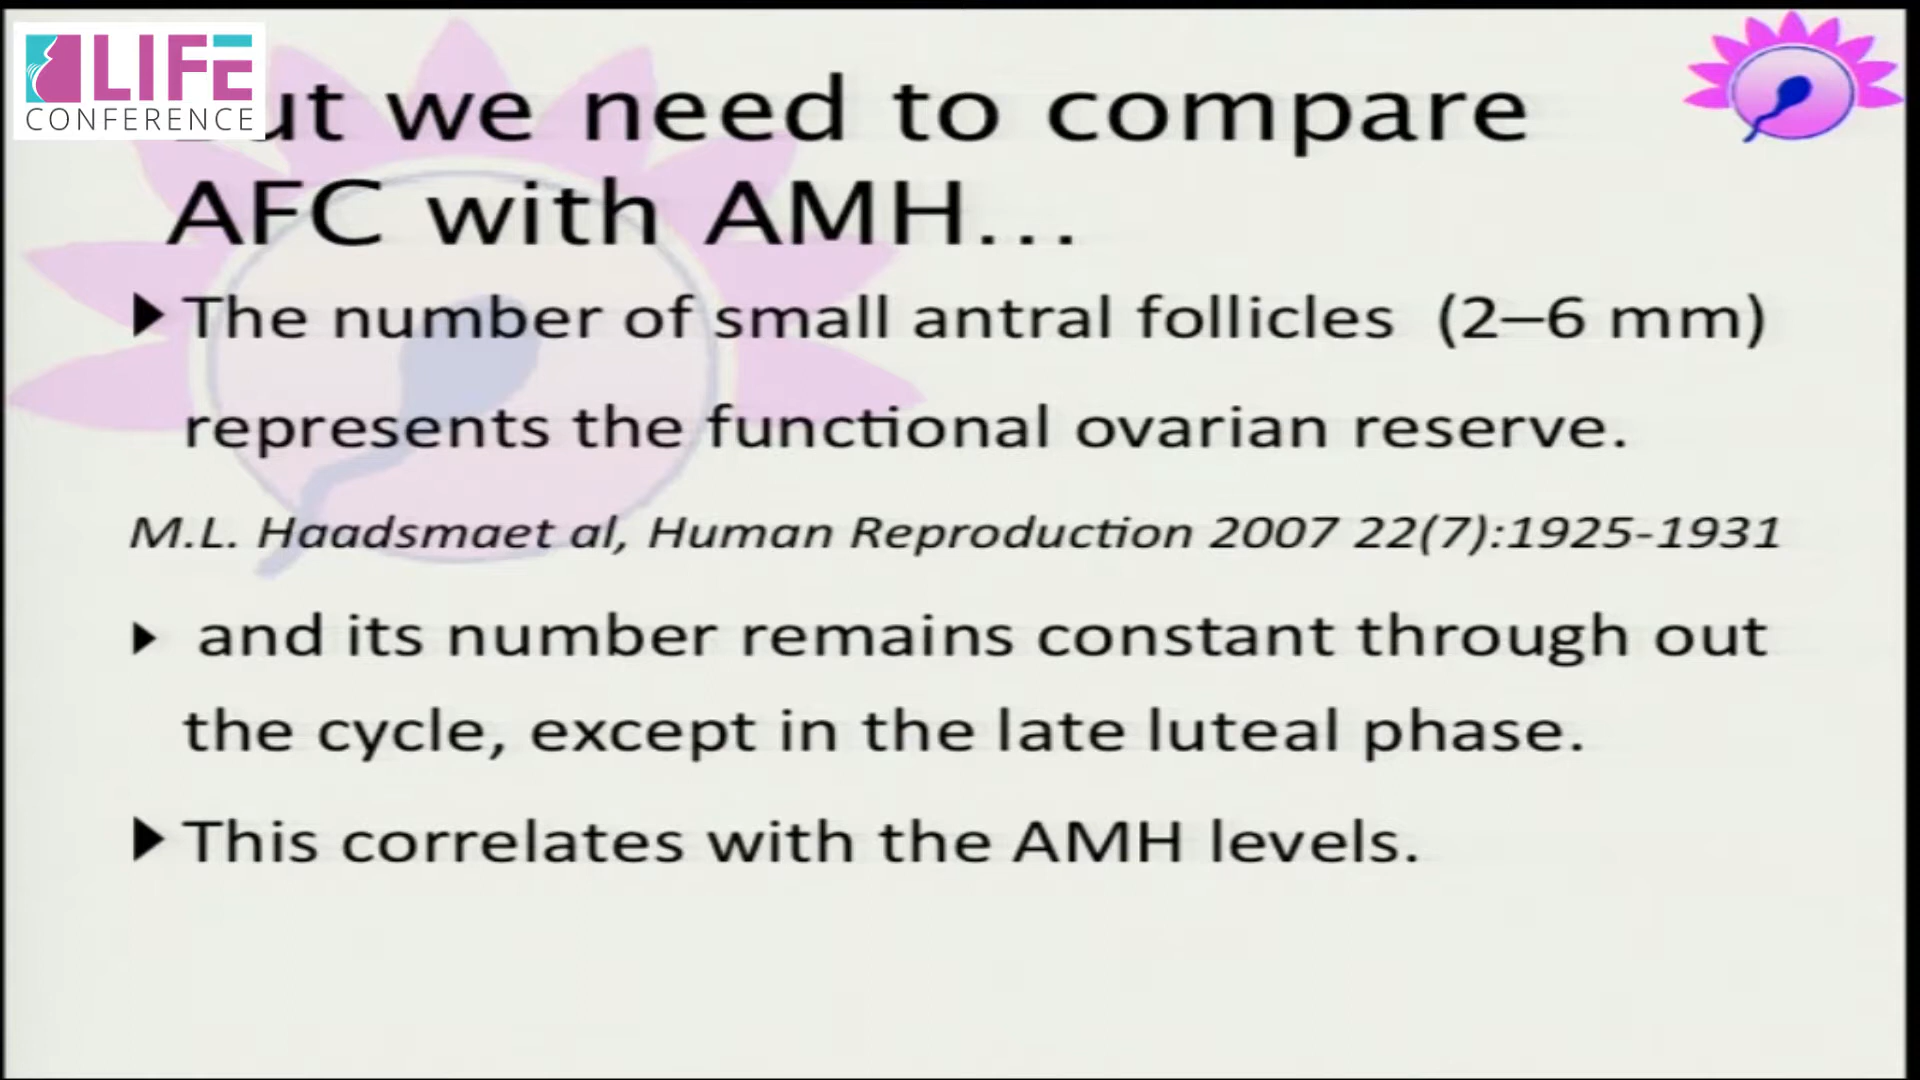 LIFE
CONFERENCE
ut we need to compare
AFC with AMH...
The number of small antral follicles (2–6 mm)
represents the functional ovarian reserve.
M.L. Haadsmaet al, Human Reproduction 2007 22(7):1925-1931
and its number remains constant through out
the cycle, except in the late luteal phase.
This correlates with the AMH levels.